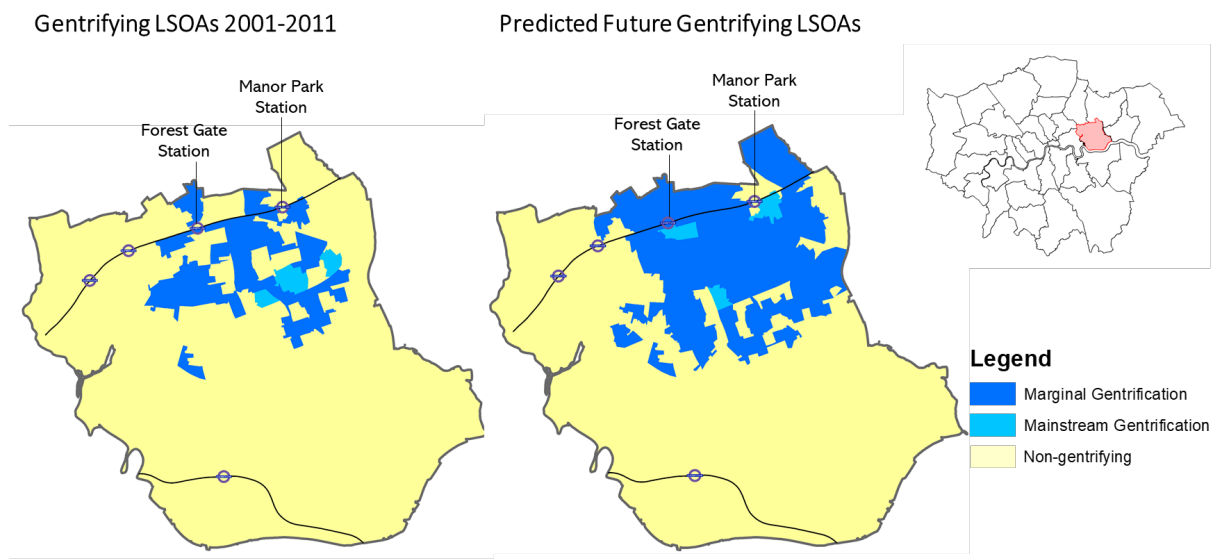 Gentrifying LSOAs 2001-2011
Predicted Future Gentrifying LSOAs
Manor Park
Station
Forest Gate
Station
Manor Park
Station
Forest Gate
Station
Legend
Marginal Gentrification
Mainstream Gentrification
Non-gentrifying